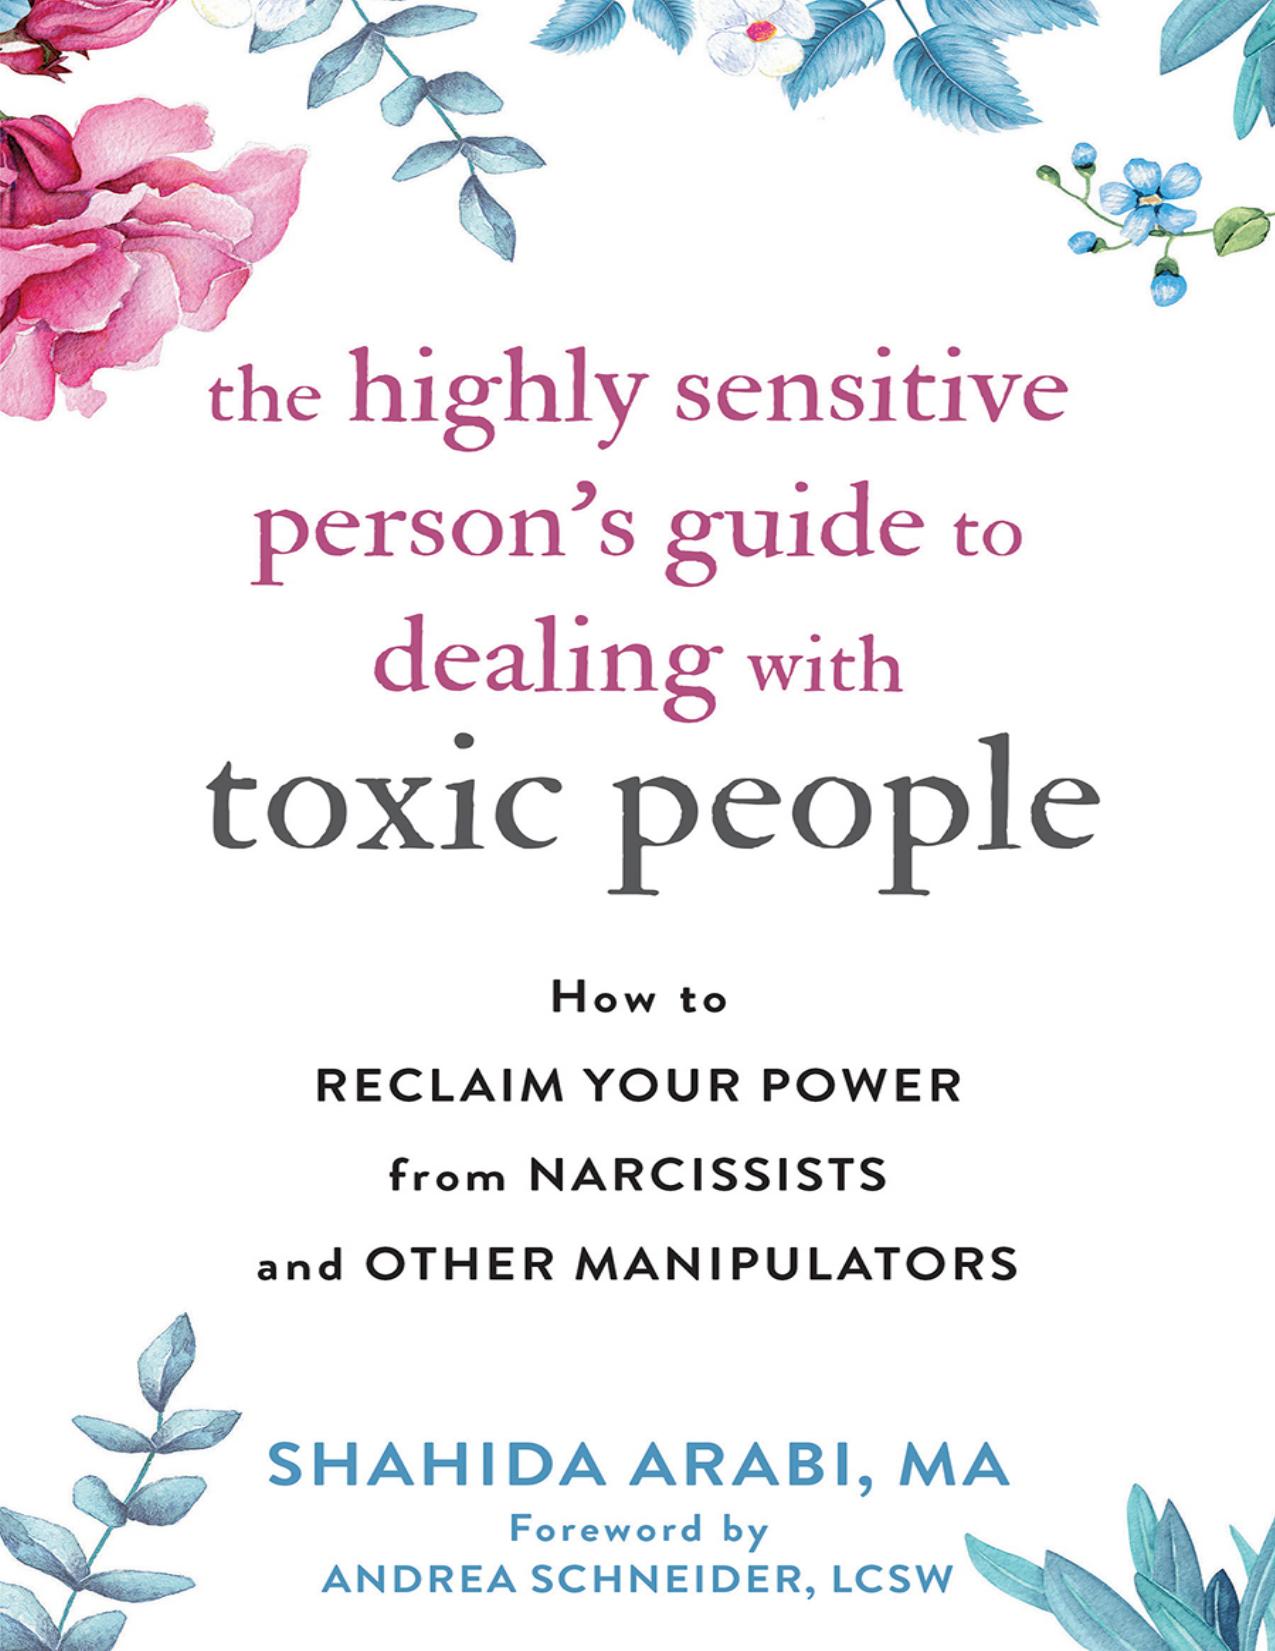 the highly sensitive
person’s guide to
dealing with
toxic people
How to
RECLAIM YOUR POWER
from NARCISSISTS
and OTHER MANIPULATORS
SHAHIDA ARABI, MA
Foreword by
ANDREA SCHNEIDER, LCSW